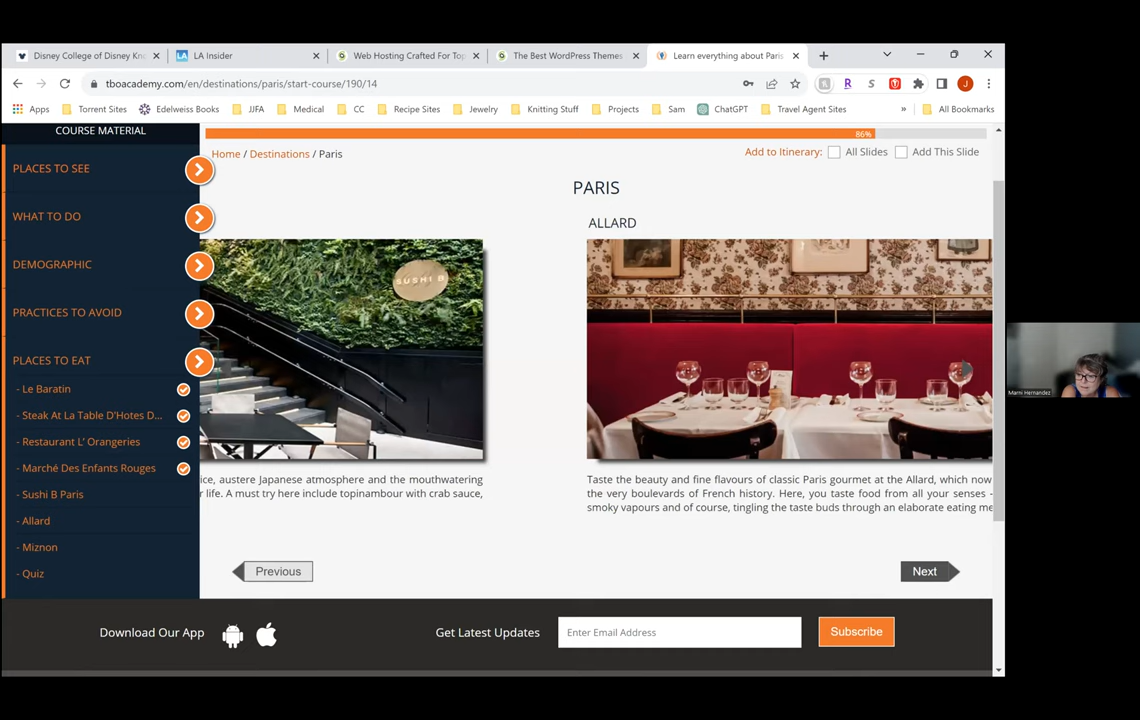 Disney College of Disney Kno
LA Insider
Web Hosting Crafted For Top
The Best WordPress Themes
Learn everything about Paris
tboacademy.com/en/destinations/paris/start-course/190/14
Apps
Torrent Sites
Edelweiss Books
JJFA
Medical
CC
Recipe Sites
Jewelry
Knitting Stuff
Projects
Sam
ChatGPT
Travel Agent Sites
»
All Bookmarks
COURSE MATERIAL
86%
Home / Destinations / Paris
Add to Itinerary: All Slides Add This Slide
PLACES TO SEE
WHAT TO DO
DEMOGRAPHIC
PRACTICES TO AVOID
PLACES TO EAT
- Le Baratin
- Steak At La Table D'Hotes D...
- Restaurant L' Orangeries
- Marché Des Enfants Rouges
- Sushi B Paris
- Allard
- Miznon
- Quiz
PARIS
ALLARD
SUSHI B
ice, austere Japanese atmosphere and the mouthwatering
r life. A must try here include topinambour with crab sauce,
Taste the beauty and fine flavours of classic Paris gourmet at the Allard, which now
the very boulevards of French history. Here, you taste food from all your senses -
smoky vapours and of course, tingling the taste buds through an elaborate eating me
Previous
Next
Download Our App
Get Latest Updates
Enter Email Address
Subscribe
Marni Hernandez